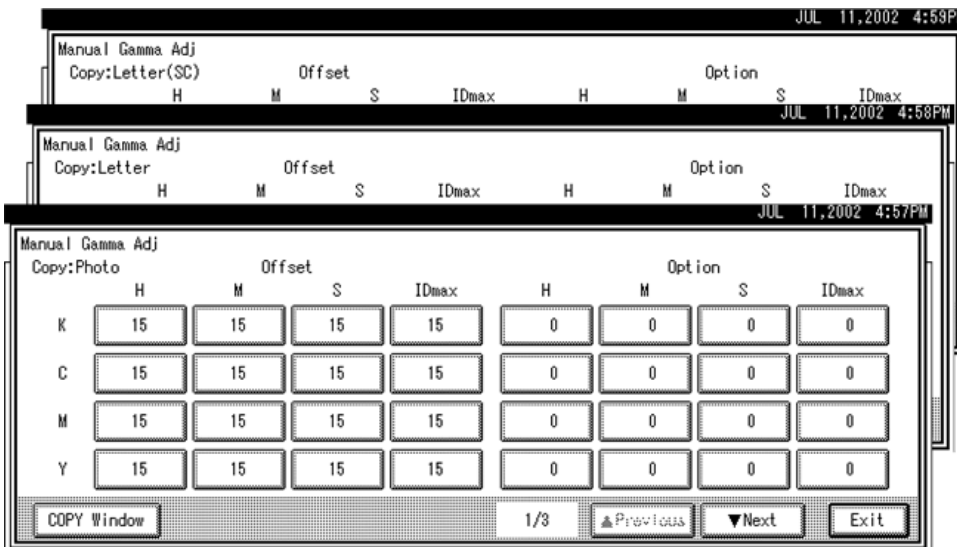 JUL 11,2002 4:59P
Manual Gamma Adj
Copy:Letter(SC) Offset Option
H M S IDmax H M S IDmax
JUL 11,2002 4:58PM
Manual Gamma Adj
Copy:Letter Offset Option
H M S IDmax H M S IDmax
JUL 11,2002 4:57PM
Manual Gamma Adj
Copy:Photo Offset Option
H M S IDmax H M S IDmax
K 15 15 15 15 0 0 0 0
C 15 15 15 15 0 0 0 0
M 15 15 15 15 0 0 0 0
Y 15 15 15 15 0 0 0 0
COPY Window 1/3 ▲Previous ▼Next Exit